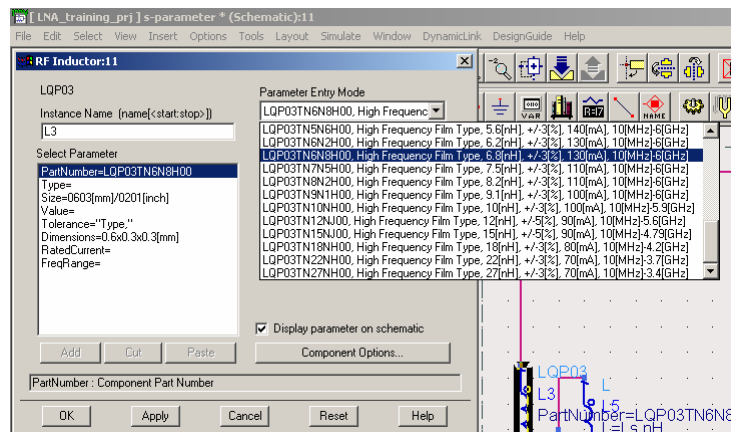 [ LNA_training_prj ] s-parameter * (Schematic):11
File Edit Select View Insert Options Tools Layout Simulate Window DynamicLink DesignGuide Help
RF Inductor:11
LQP03
Instance Name (name[<start:stop>])
L3
Select Parameter
PartNumber=LQP03TN6N8H00
Type=
Size=0603[mm]/0201[inch]
Value=
Tolerance="Type,"
Dimensions=0.6x0.3x0.3[mm]
RatedCurrent=
FreqRange=
Add Cut Paste
Parameter Entry Mode
LQP03TN6N8H00, High Frequenc
LQP03TN5N6H00, High Frequency Film Type, 5.6[nH], +/-3[%], 140[mA], 10[MHz]-6[GHz]
LQP03TN6N2H00, High Frequency Film Type, 6.2[nH], +/-3[%], 130[mA], 10[MHz]-6[GHz]
LQP03TN6N8H00, High Frequency Film Type, 6.8[nH], +/-3[%], 130[mA], 10[MHz]-6[GHz]
LQP03TN7N5H00, High Frequency Film Type, 7.5[nH], +/-3[%], 110[mA], 10[MHz]-6[GHz]
LQP03TN8N2H00, High Frequency Film Type, 8.2[nH], +/-3[%], 110[mA], 10[MHz]-6[GHz]
LQP03TN9N1H00, High Frequency Film Type, 9.1[nH], +/-3[%], 100[mA], 10[MHz]-6[GHz]
LQP03TN10NH00, High Frequency Film Type, 10[nH], +/-3[%], 100[mA], 10[MHz]-5.9[GHz]
LQP03TN12NJ00, High Frequency Film Type, 12[nH], +/-5[%], 90[mA], 10[MHz]-5.6[GHz]
LQP03TN15NJ00, High Frequency Film Type, 15[nH], +/-5[%], 90[mA], 10[MHz]-4.79[GHz]
LQP03TN18NH00, High Frequency Film Type, 18[nH], +/-3[%], 80[mA], 10[MHz]-4.2[GHz]
LQP03TN22NH00, High Frequency Film Type, 22[nH], +/-3[%], 70[mA], 10[MHz]-3.7[GHz]
LQP03TN27NH00, High Frequency Film Type, 27[nH], +/-3[%], 70[mA], 10[MHz]-3.4[GHz]
Display parameter on schematic
Component Options...
PartNumber : Component Part Number
OK Apply Cancel Reset Help
VAR
NAME
LQP03
L3
L
L5
PartNumber=LQP03TN6N8
L=Ls nH